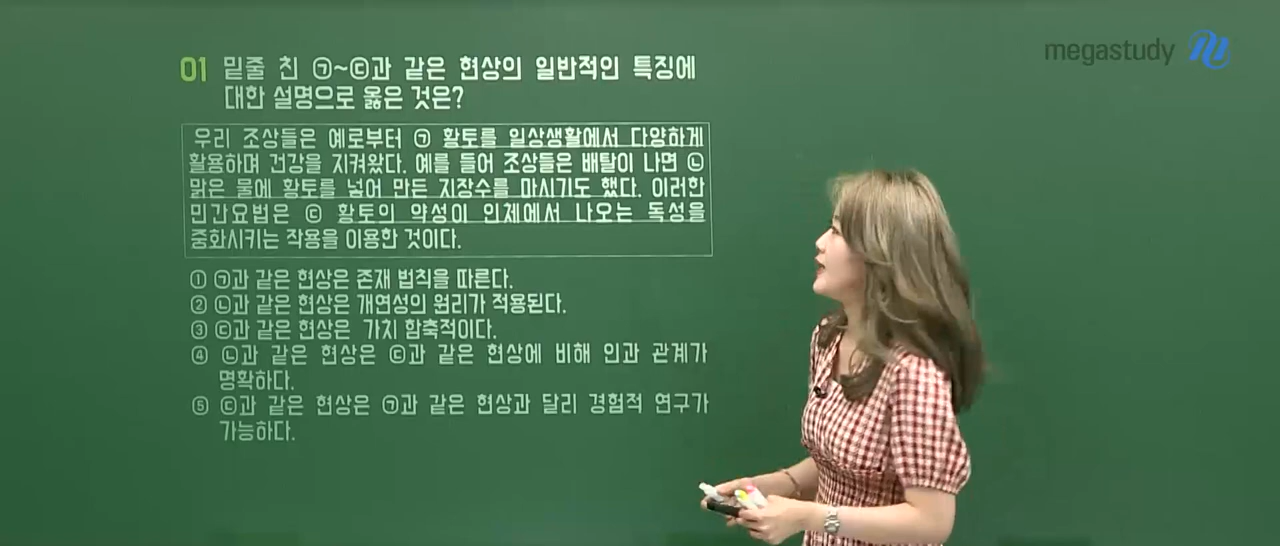 megastudy
01 밑줄 친 ㉠~㉢과 같은 현상의 일반적인 특징에
대한 설명으로 옳은 것은?
우리 조상들은 예로부터 ㉠ 황토를 일상생활에서 다양하게
활용하며 건강을 지켜왔다. 예를 들어 조상들은 배탈이 나면 ㉡
맑은 물에 황토를 넣어 만든 지장수를 마시기도 했다. 이러한
민간요법은 ㉢ 황토의 약성이 인체에서 나오는 독성을
중화시키는 작용을 이용한 것이다.
① ㉠과 같은 현상은 존재 법칙을 따른다.
② ㉡과 같은 현상은 개연성의 원리가 적용된다.
③ ㉢과 같은 현상은 가치 함축적이다.
④ ㉡과 같은 현상은 ㉢과 같은 현상에 비해 인과 관계가
명확하다.
⑤ ㉢과 같은 현상은 ㉠과 같은 현상과 달리 경험적 연구가
가능하다.